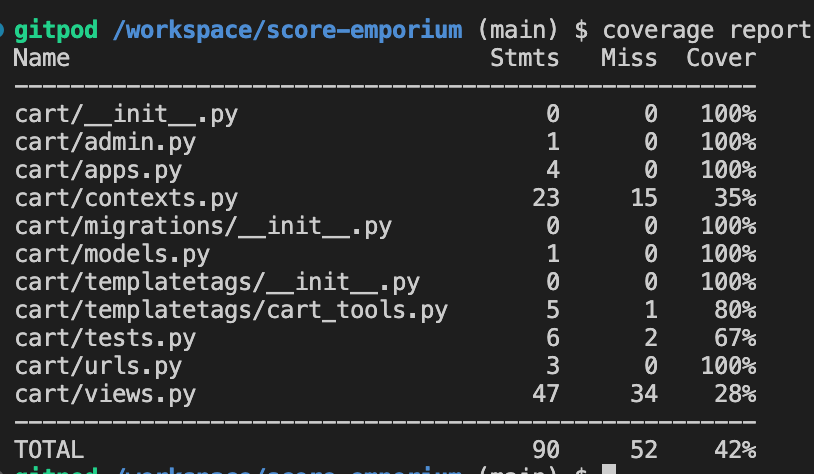 gitpod /workspace/score-emporium (main) $ coverage report
Name Stmts Miss Cover
------------------------------------------------------
cart/__init__.py 0 0 100%
cart/admin.py 1 0 100%
cart/apps.py 4 0 100%
cart/contexts.py 23 15 35%
cart/migrations/__init__.py 0 0 100%
cart/models.py 1 0 100%
cart/templatetags/__init__.py 0 0 100%
cart/templatetags/cart_tools.py 5 1 80%
cart/tests.py 6 2 67%
cart/urls.py 3 0 100%
cart/views.py 47 34 28%
------------------------------------------------------
TOTAL 90 52 42%
gitpod /workspace/score-emporium (main) $